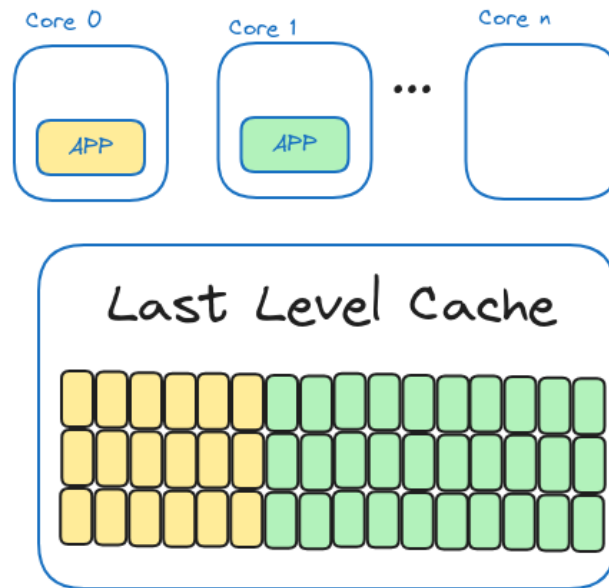 Core 0
Core 1
Core n
...
APP
APP
Last Level Cache